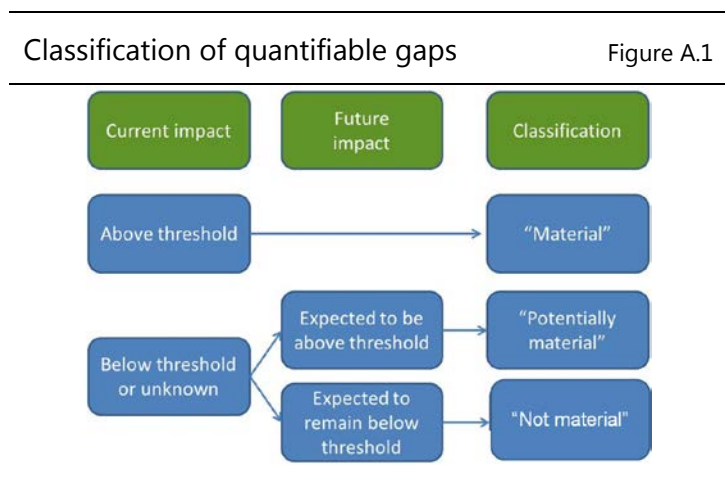 Classification of quantifiable gaps
Figure A.1
Current impact
Future
impact
Classification
Above threshold
“Material”
Below threshold
or unknown
Expected to be
above threshold
“Potentially
material”
Expected to
remain below
threshold
“Not material”